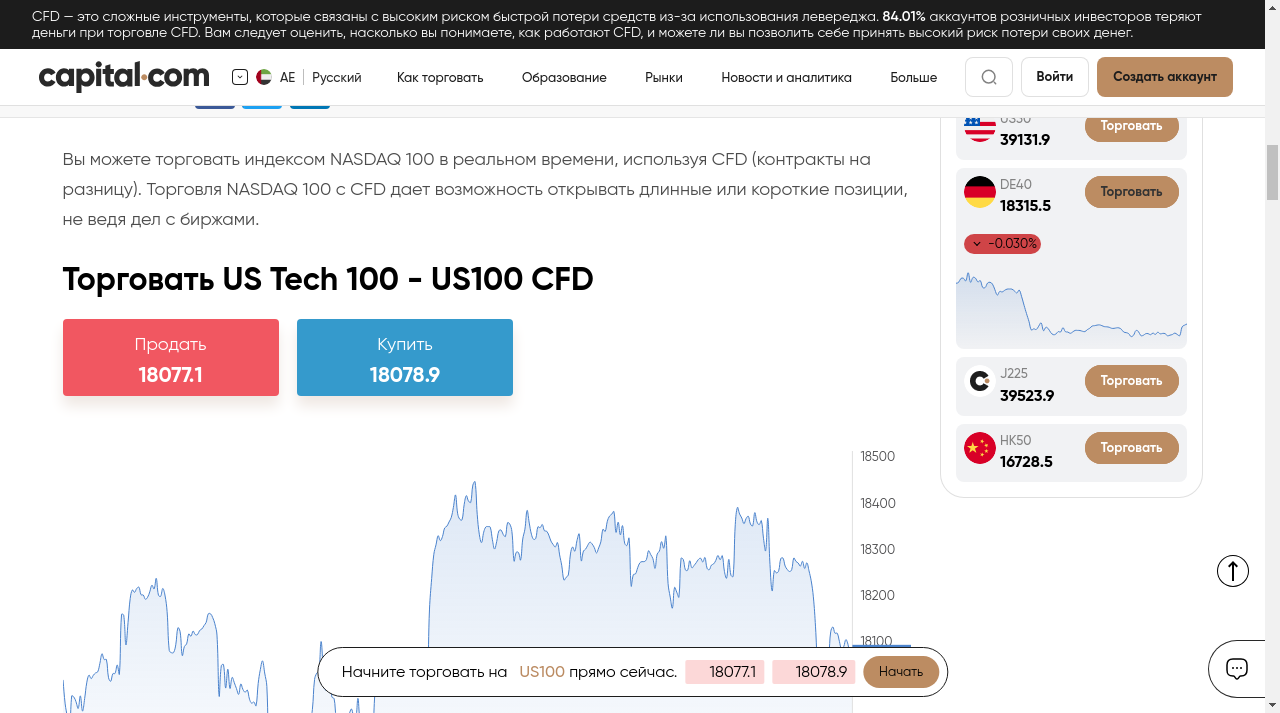 CFD — это сложные инструменты, которые связаны с высоким риском быстрой потери средств из-за использования левереджа. 84.01% аккаунтов розничных инвесторов теряют
деньги при торговле CFD. Вам следует оценить, насколько вы понимаете, как работают CFD, и можете ли вы позволить себе принять высокий риск потери своих денег.
capital.com
AE
Русский
Как торговать
Образование
Рынки
Новости и аналитика
Больше
Войти
Создать аккаунт
Вы можете торговать индексом NASDAQ 100 в реальном времени, используя CFD (контракты на
разницу). Торговля NASDAQ 100 с CFD дает возможность открывать длинные или короткие позиции,
не ведя дел с биржами.
Торговать US Tech 100 - US100 CFD
Продать
18077.1
Купить
18078.9
18500
18400
18300
18200
18100
US30
39131.9
Торговать
DE40
18315.5
Торговать
-0.030%
J225
39523.9
Торговать
HK50
16728.5
Торговать
Начните торговать на US100 прямо сейчас. 18077.1 18078.9 Начать